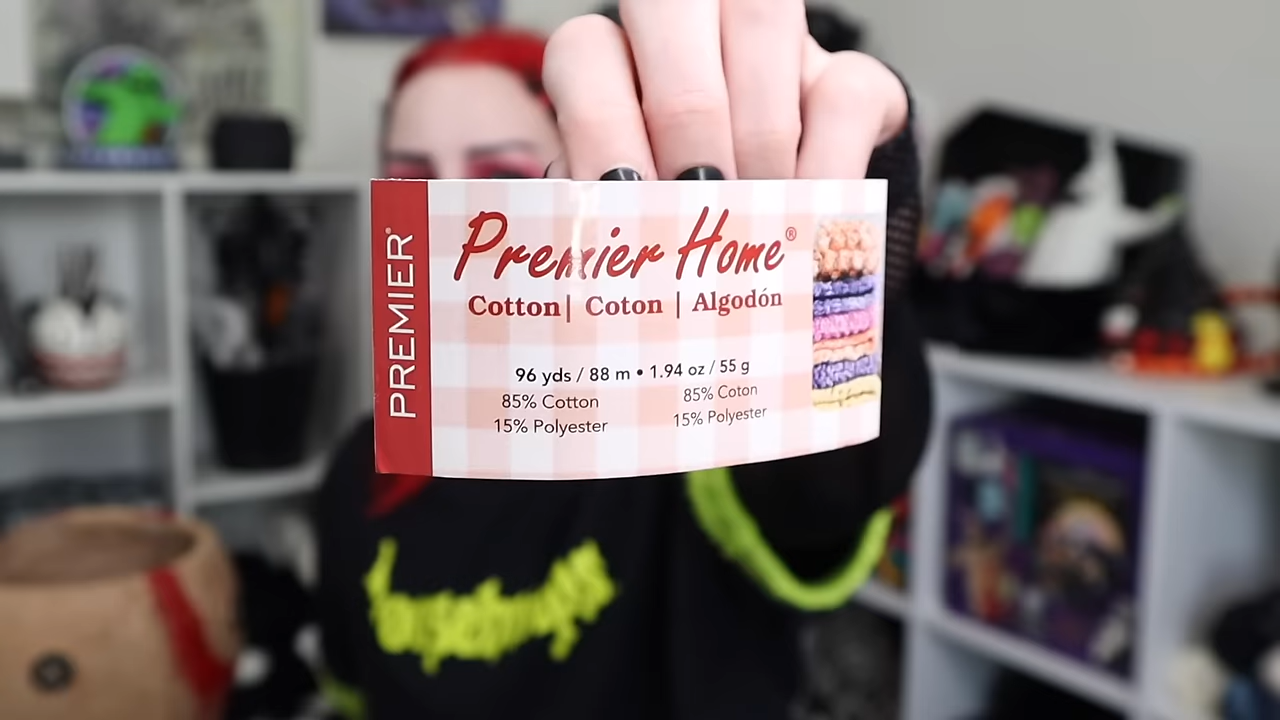 PREMIER®
Premier Home®
Cotton | Coton | Algodón
96 yds / 88 m • 1.94 oz / 55 g
85% Cotton
15% Polyester
85% Coton
15% Polyester
Goosebumps